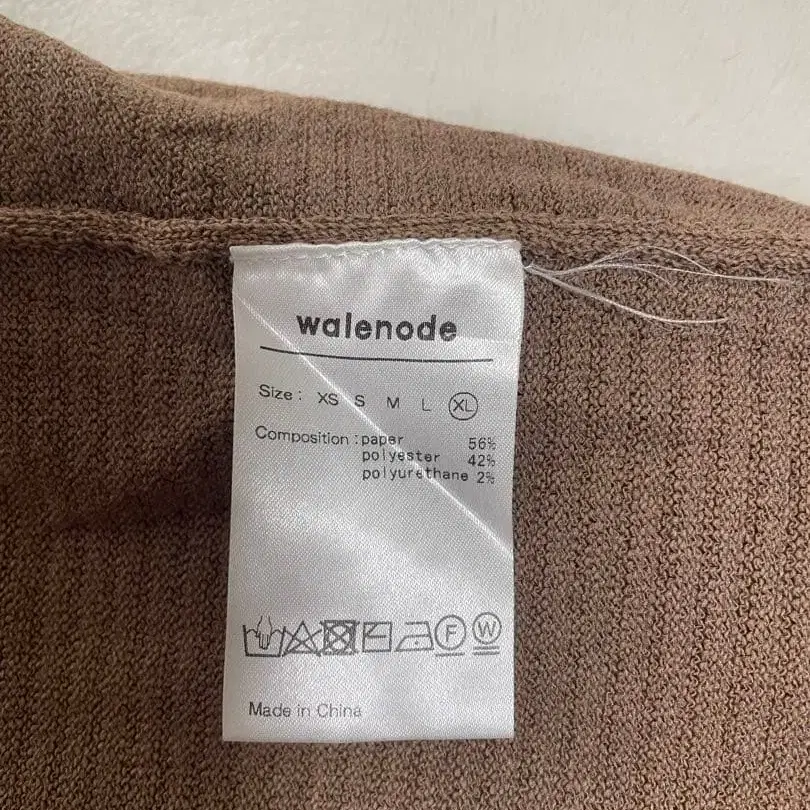 walenode
Size : XS S M L XL
Composition : paper 56%
polyester 42%
polyurethane 2%
F W
Made in China